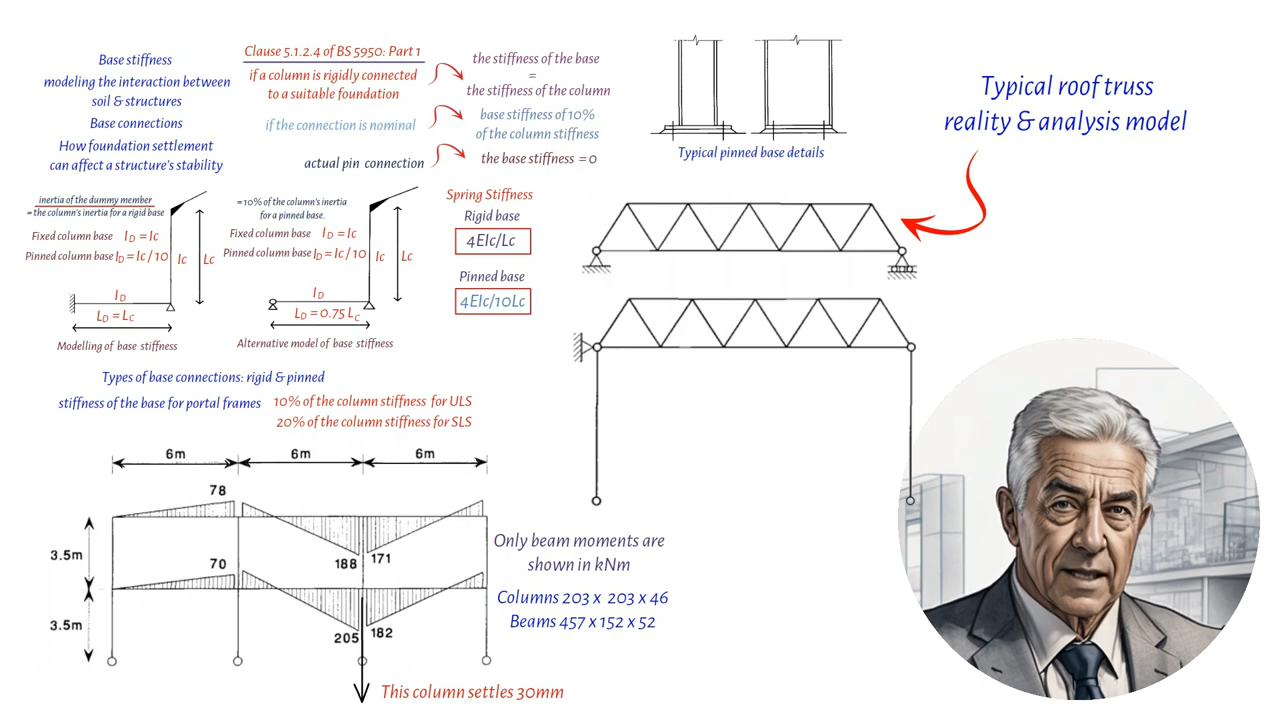 Base stiffness
modeling the interaction between
soil & structures
Base connections
How foundation settlement
can affect a structure's stability
Clause 5.1.2.4 of BS 5950: Part 1
if a column is rigidly connected
to a suitable foundation
the stiffness of the base
=
the stiffness of the column
if the connection is nominal
base stiffness of 10%
of the column stiffness
actual pin connection
the base stiffness = 0
Typical pinned base details
Typical roof truss
reality & analysis model
inertia of the dummy member
= the column's inertia for a rigid base
Fixed column base ID = Ic
Pinned column base ID = Ic / 10
Ic
Lc
ID
LD = LC
Modelling of base stiffness
= 10% of the column's inertia
for a pinned base.
Fixed column base ID = Ic
Pinned column base ID = Ic / 10
Ic
Lc
ID
LD = 0.75 LC
Alternative model of base stiffness
Spring Stiffness
Rigid base
4EIc/Lc
Pinned base
4EIc/10Lc
Types of base connections: rigid & pinned
stiffness of the base for portal frames
10% of the column stiffness for ULS
20% of the column stiffness for SLS
6m
6m
6m
78
188
171
3.5m
70
205
182
3.5m
Only beam moments are
shown in kNm
Columns 203 x 203 x 46
Beams 457 x 152 x 52
This column settles 30mm